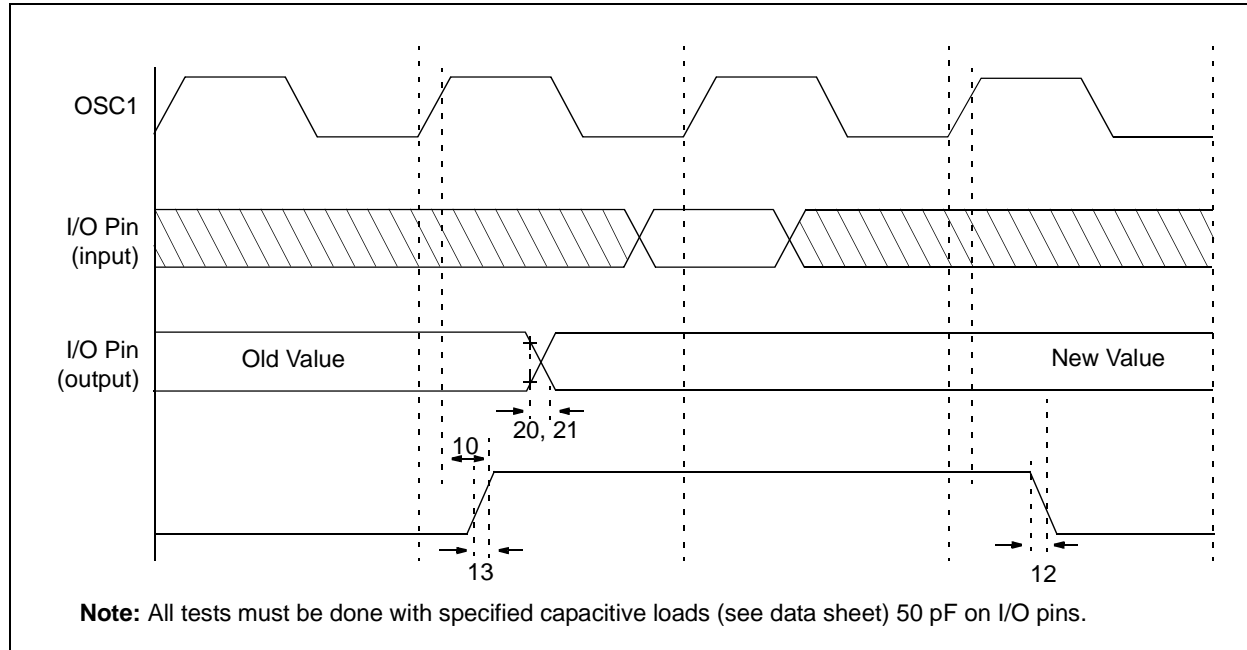 OSC1
I/O Pin
(input)
I/O Pin
(output)
Old Value
New Value
20, 21
10
13
12
Note: All tests must be done with specified capacitive loads (see data sheet) 50 pF on I/O pins.